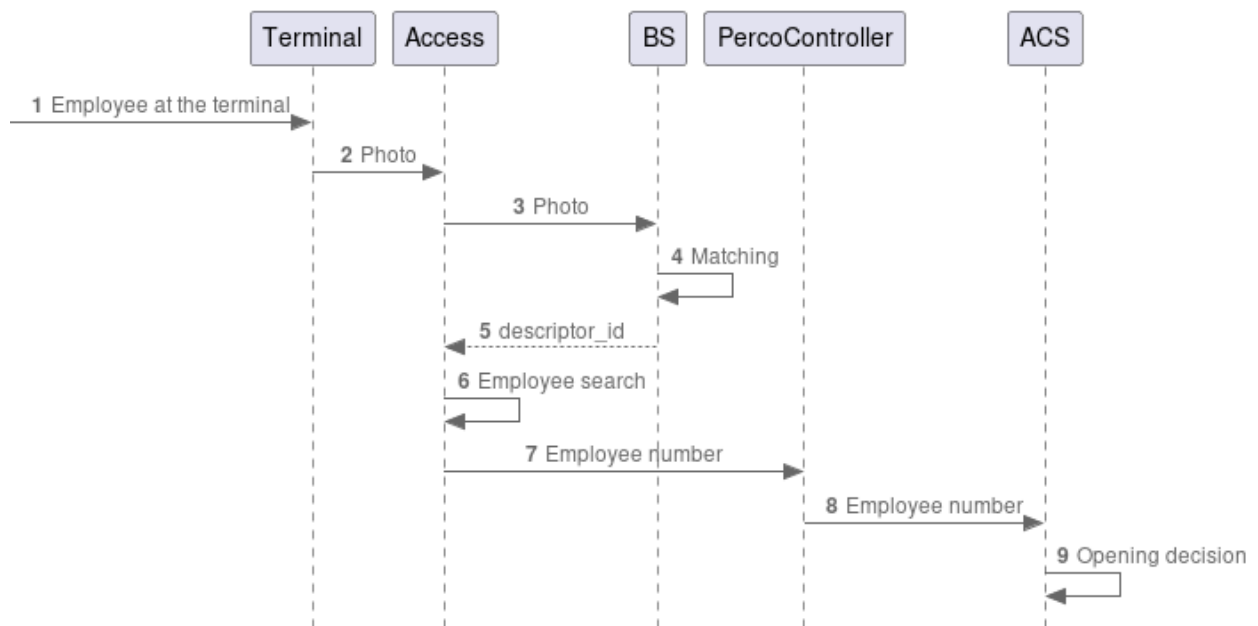 Terminal
Access
BS
PercoController
ACS
1 Employee at the terminal
2 Photo
3 Photo
4 Matching
5 descriptor_id
6 Employee search
7 Employee number
8 Employee number
9 Opening decision